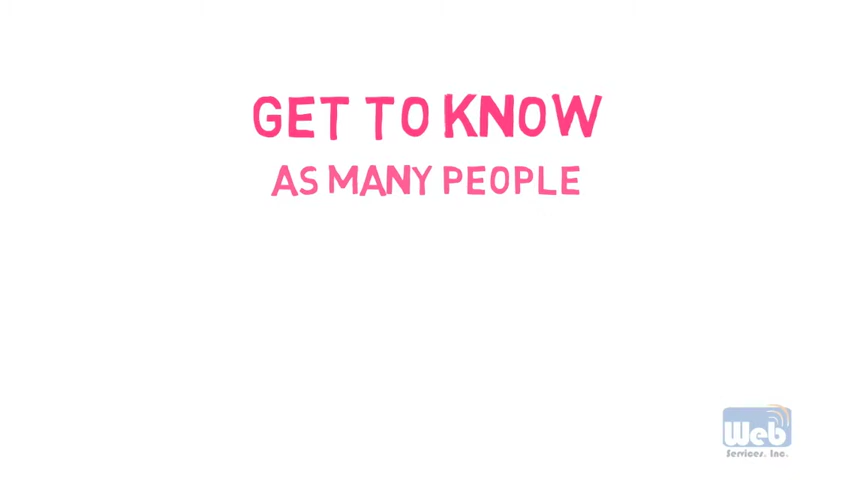 GET TO KNOW
AS MANY PEOPLE
Web
Services, Inc.